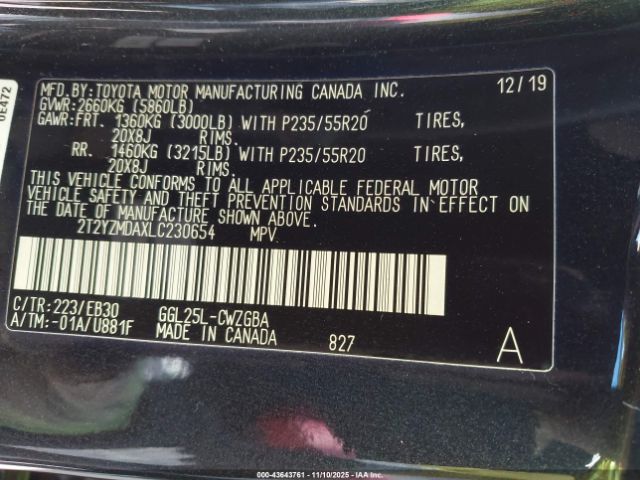 0E472
MFD.BY:TOYOTA MOTOR MANUFACTURING CANADA INC. 12/19
GVWR:2660KG (5860LB)
GAWR:FRT. 1360KG (3000LB) WITH P235/55R20 TIRES,
20X8J RIMS.
RR. 1460KG (3215LB) WITH P235/55R20 TIRES,
20X8J RIMS.
THIS VEHICLE CONFORMS TO ALL APPLICABLE FEDERAL MOTOR
VEHICLE SAFETY AND THEFT PREVENTION STANDARDS IN EFFECT ON
THE DATE OF MANUFACTURE SHOWN ABOVE.
2T2YZMDAXLC230654 MPV
C/TR:223/EB30 GGL25L-CWZGBA
A/TM:-01A/U881F MADE IN CANADA 827 A
© 000-43643761 - 11/10/2025 - IAA Corp.